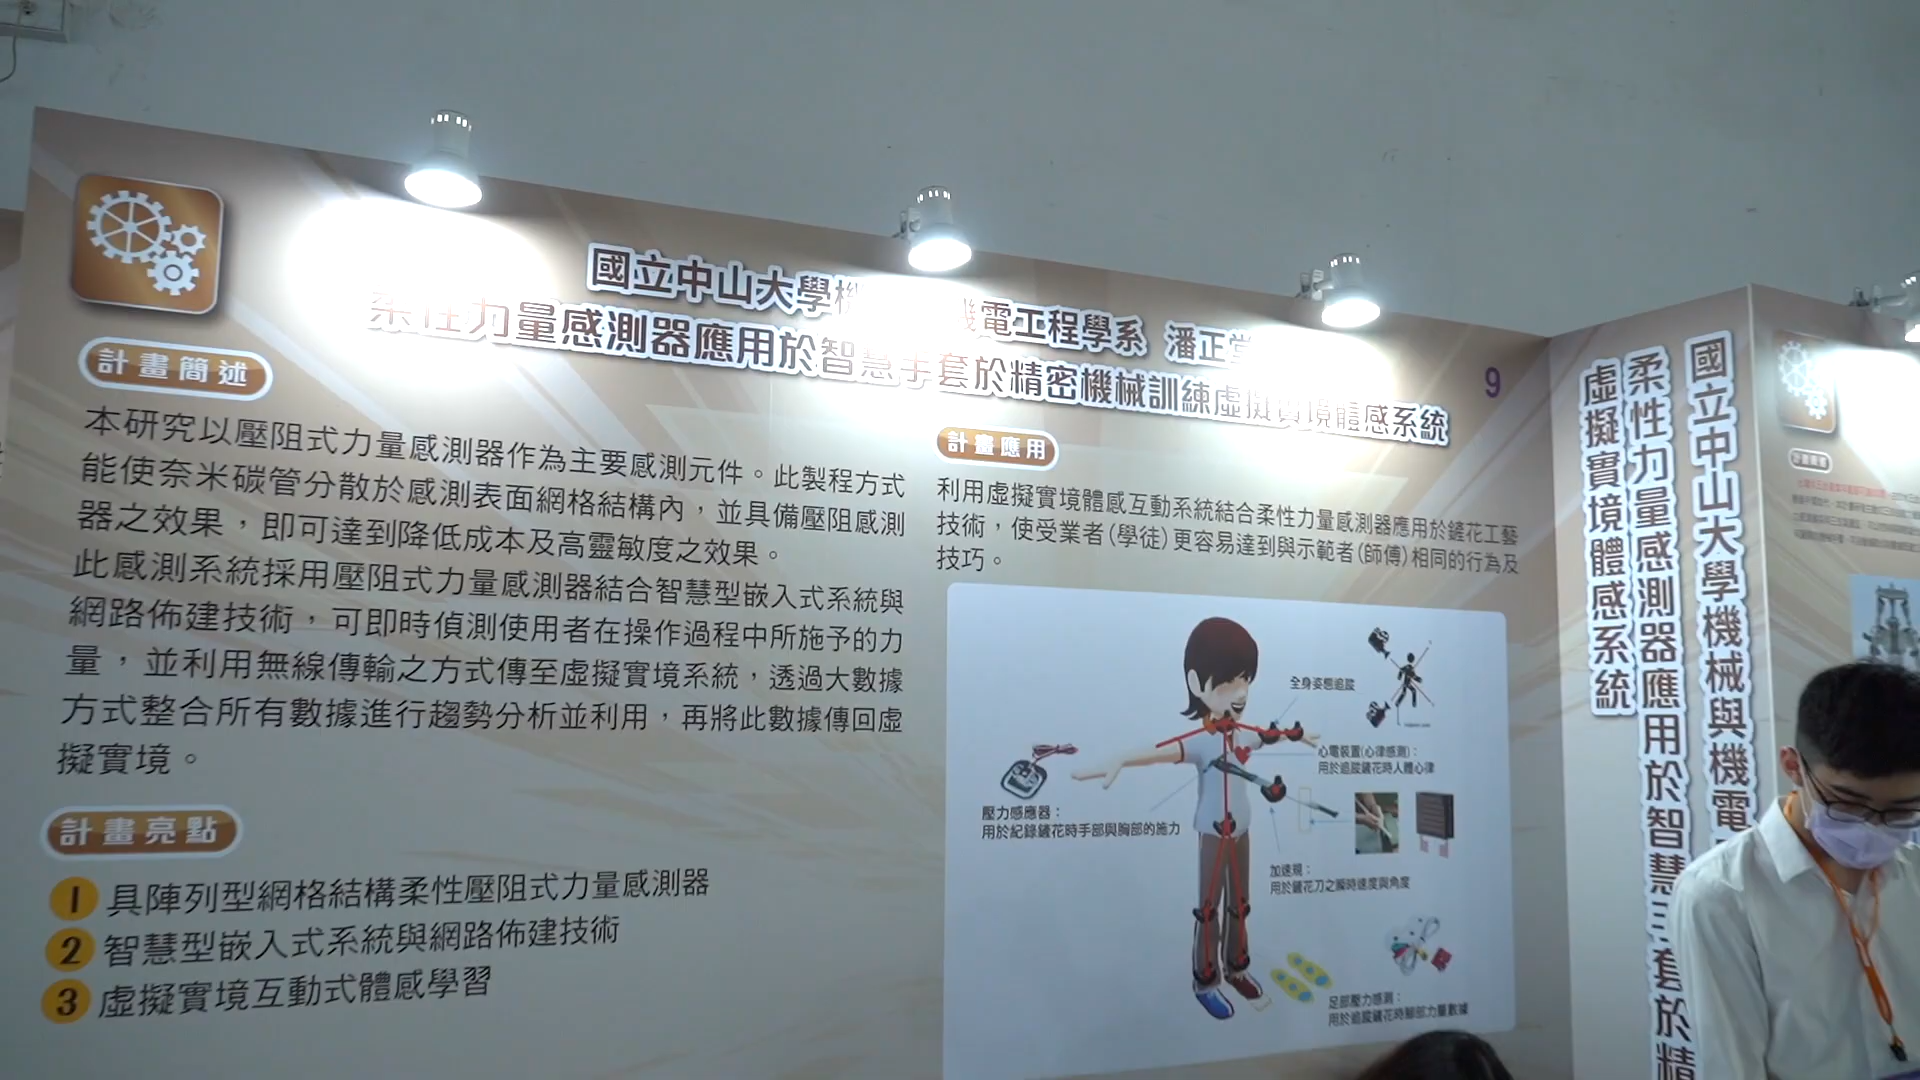 國立中山大學機 電工程學系 潘正堂
柔性力量感測器應用於智慧手套於精密機械訓練虛擬實境體感系統
9
計畫簡述
本研究以壓阻式力量感測器作為主要感測元件。此製程方式
能使奈米碳管分散於感測表面網格結構內，並具備壓阻感測
器之效果，即可達到降低成本及高靈敏度之效果。
此感測系統採用壓阻式力量感測器結合智慧型嵌入式系統與
網路佈建技術，可即時偵測使用者在操作過程中所施予的力
量，並利用無線傳輸之方式傳至虛擬實境系統，透過大數據
方式整合所有數據進行趨勢分析並利用，再將此數據傳回虛
擬實境。
計畫亮點
1 具陣列型網格結構柔性壓阻式力量感測器
2 智慧型嵌入式系統與網路佈建技術
3 虛擬實境互動式體感學習
計畫應用
利用虛擬實境體感互動系統結合柔性力量感測器應用於鏟花工藝
技術，使受業者(學徒)更容易達到與示範者(師傅)相同的行為及
技巧。
全身姿態追蹤
心電裝置(心律感測)：
用於追蹤鏟花時人體心律
壓力感應器：
用於紀錄鏟花時手部與胸部的施力
加速規：
用於鏟花刀之瞬時速度與角度
足部壓力感測：
用於追蹤鏟花時腳部力量數據
國立中山大學機械與機電
柔性力量感測器應用於智慧手套於精
虛擬實境體感系統